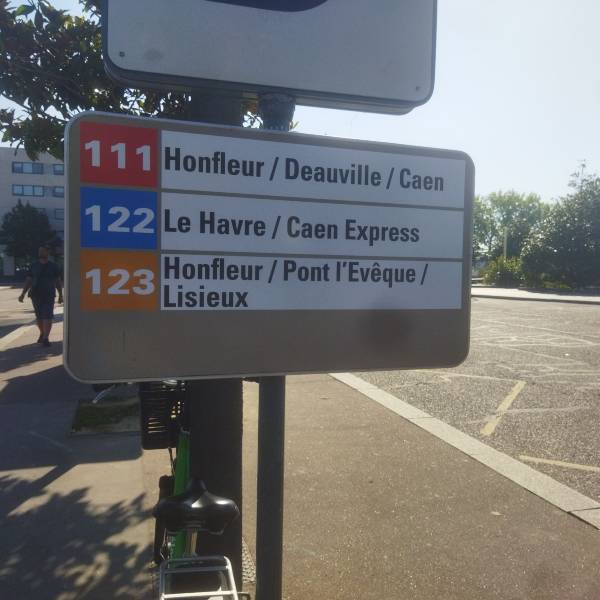 111 Honfleur / Deauville / Caen
122 Le Havre / Caen Express
123 Honfleur / Pont l'Evêque /
Lisieux